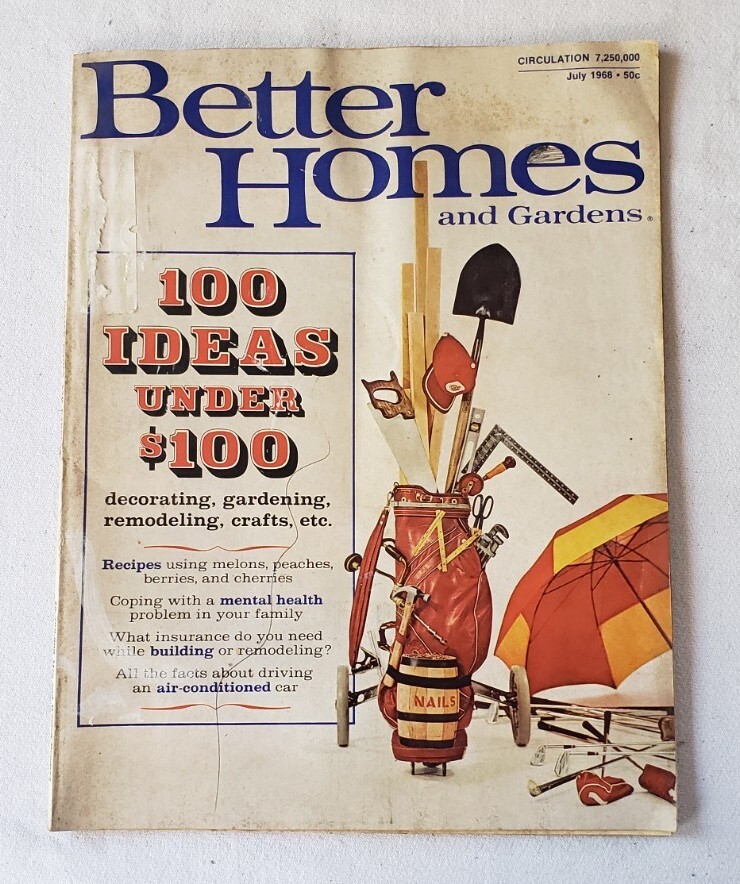 CIRCULATION 7,250,000
July 1968 • 50c
Better
Homes
and Gardens®
100
IDEAS
UNDER
$100
decorating, gardening,
remodeling, crafts, etc.
Recipes using melons, peaches,
berries, and cherries
Coping with a mental health
problem in your family
What insurance do you need
while building or remodeling?
All the facts about driving
an air-conditioned car
NAILS